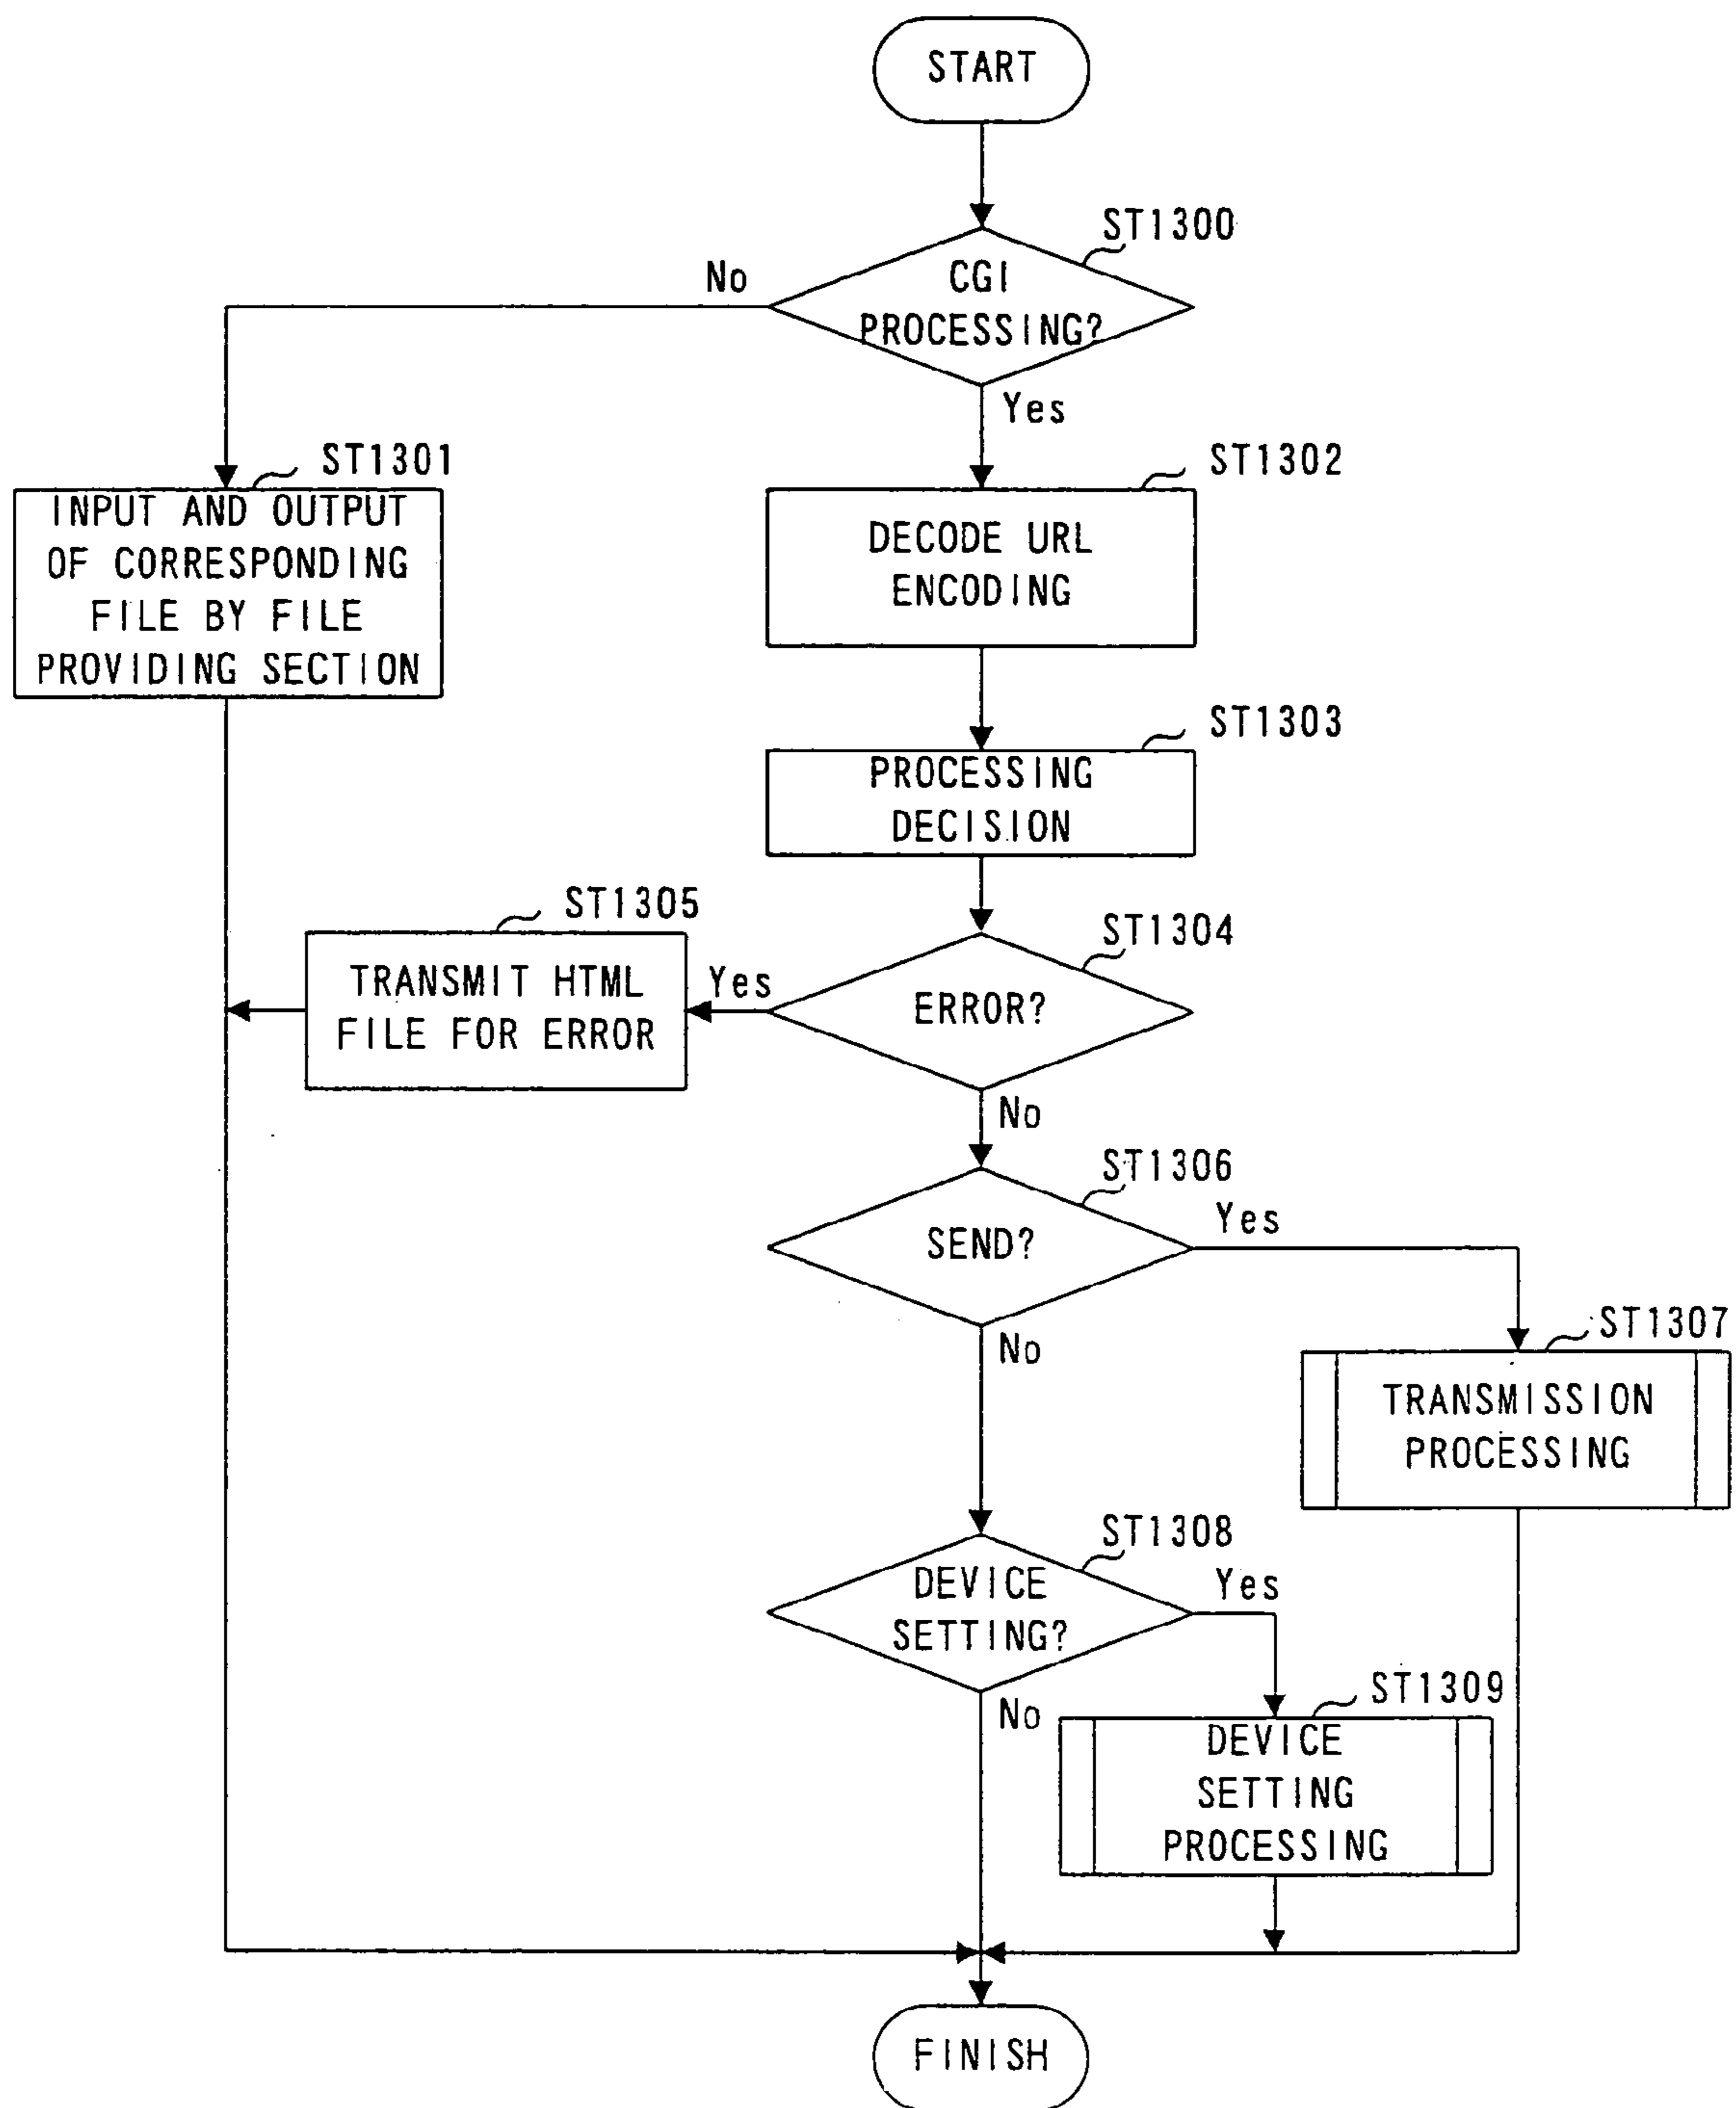 START
ST1300
No
CGI
PROCESSING?
Yes
ST1301
INPUT AND OUTPUT
OF CORRESPONDING
FILE BY FILE
PROVIDING SECTION
ST1302
DECODE URL
ENCODING
ST1303
PROCESSING
DECISION
ST1305
TRANSMIT HTML
FILE FOR ERROR
Yes
ST1304
ERROR?
No
ST1306
SEND?
Yes
No
ST1307
TRANSMISSION
PROCESSING
ST1308
DEVICE
SETTING?
Yes
No
ST1309
DEVICE
SETTING
PROCESSING
FINISH